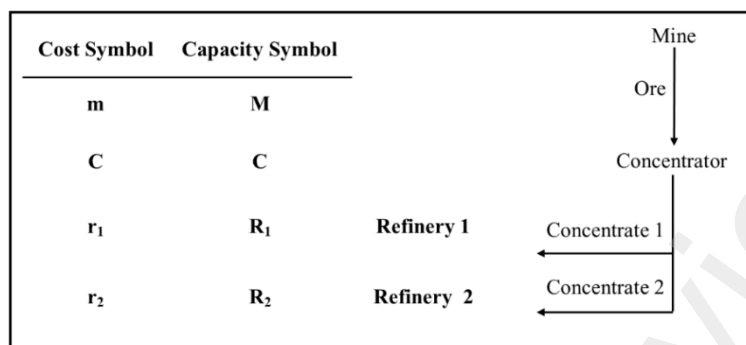 Cost Symbol Capacity Symbol Mine
Ore
m M
C C Concentrator
r₁ R₁ Refinery 1 Concentrate 1
r₂ R₂ Refinery 2 Concentrate 2